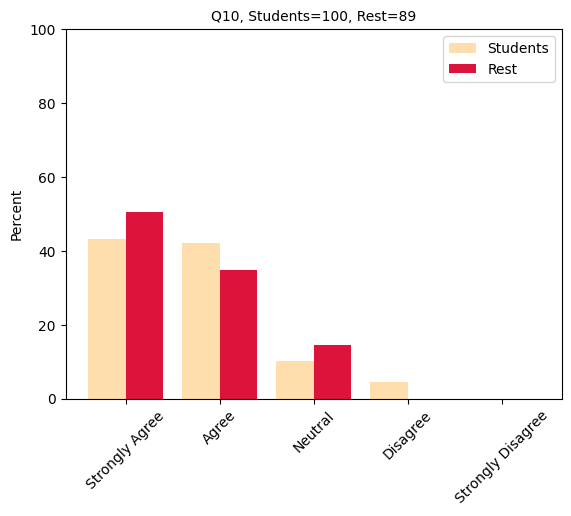 Q10, Students=100, Rest=89
Students
Rest
Percent
100
80
60
40
20
0
Strongly Agree
Agree
Neutral
Disagree
Strongly Disagree